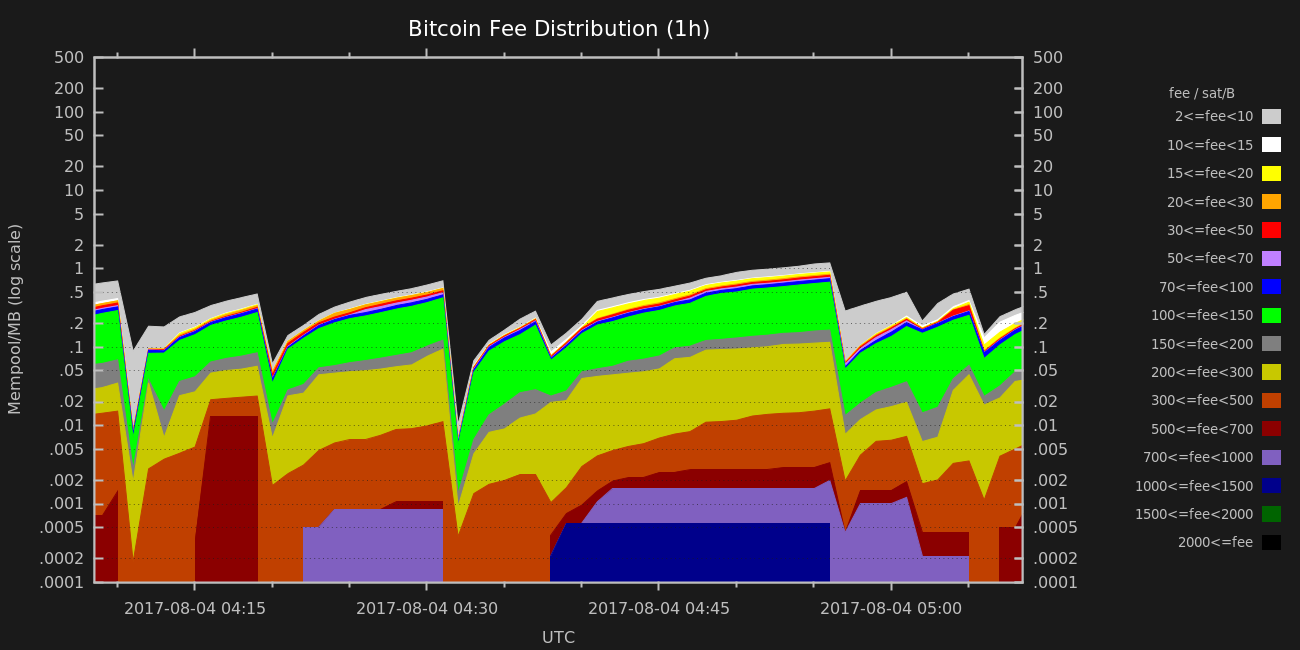 Bitcoin Fee Distribution (1h)
Mempool/MB (log scale)
500
200
100
50
20
10
5
2
1
.5
.2
.1
.05
.02
.01
.005
.002
.001
.0005
.0002
.0001
500
200
100
50
20
10
5
2
1
.5
.2
.1
.05
.02
.01
.005
.002
.001
.0005
.0002
.0001
2017-08-04 04:15
2017-08-04 04:30
2017-08-04 04:45
2017-08-04 05:00
UTC
fee / sat/B
2<=fee<10
10<=fee<15
15<=fee<20
20<=fee<30
30<=fee<50
50<=fee<70
70<=fee<100
100<=fee<150
150<=fee<200
200<=fee<300
300<=fee<500
500<=fee<700
700<=fee<1000
1000<=fee<1500
1500<=fee<2000
2000<=fee